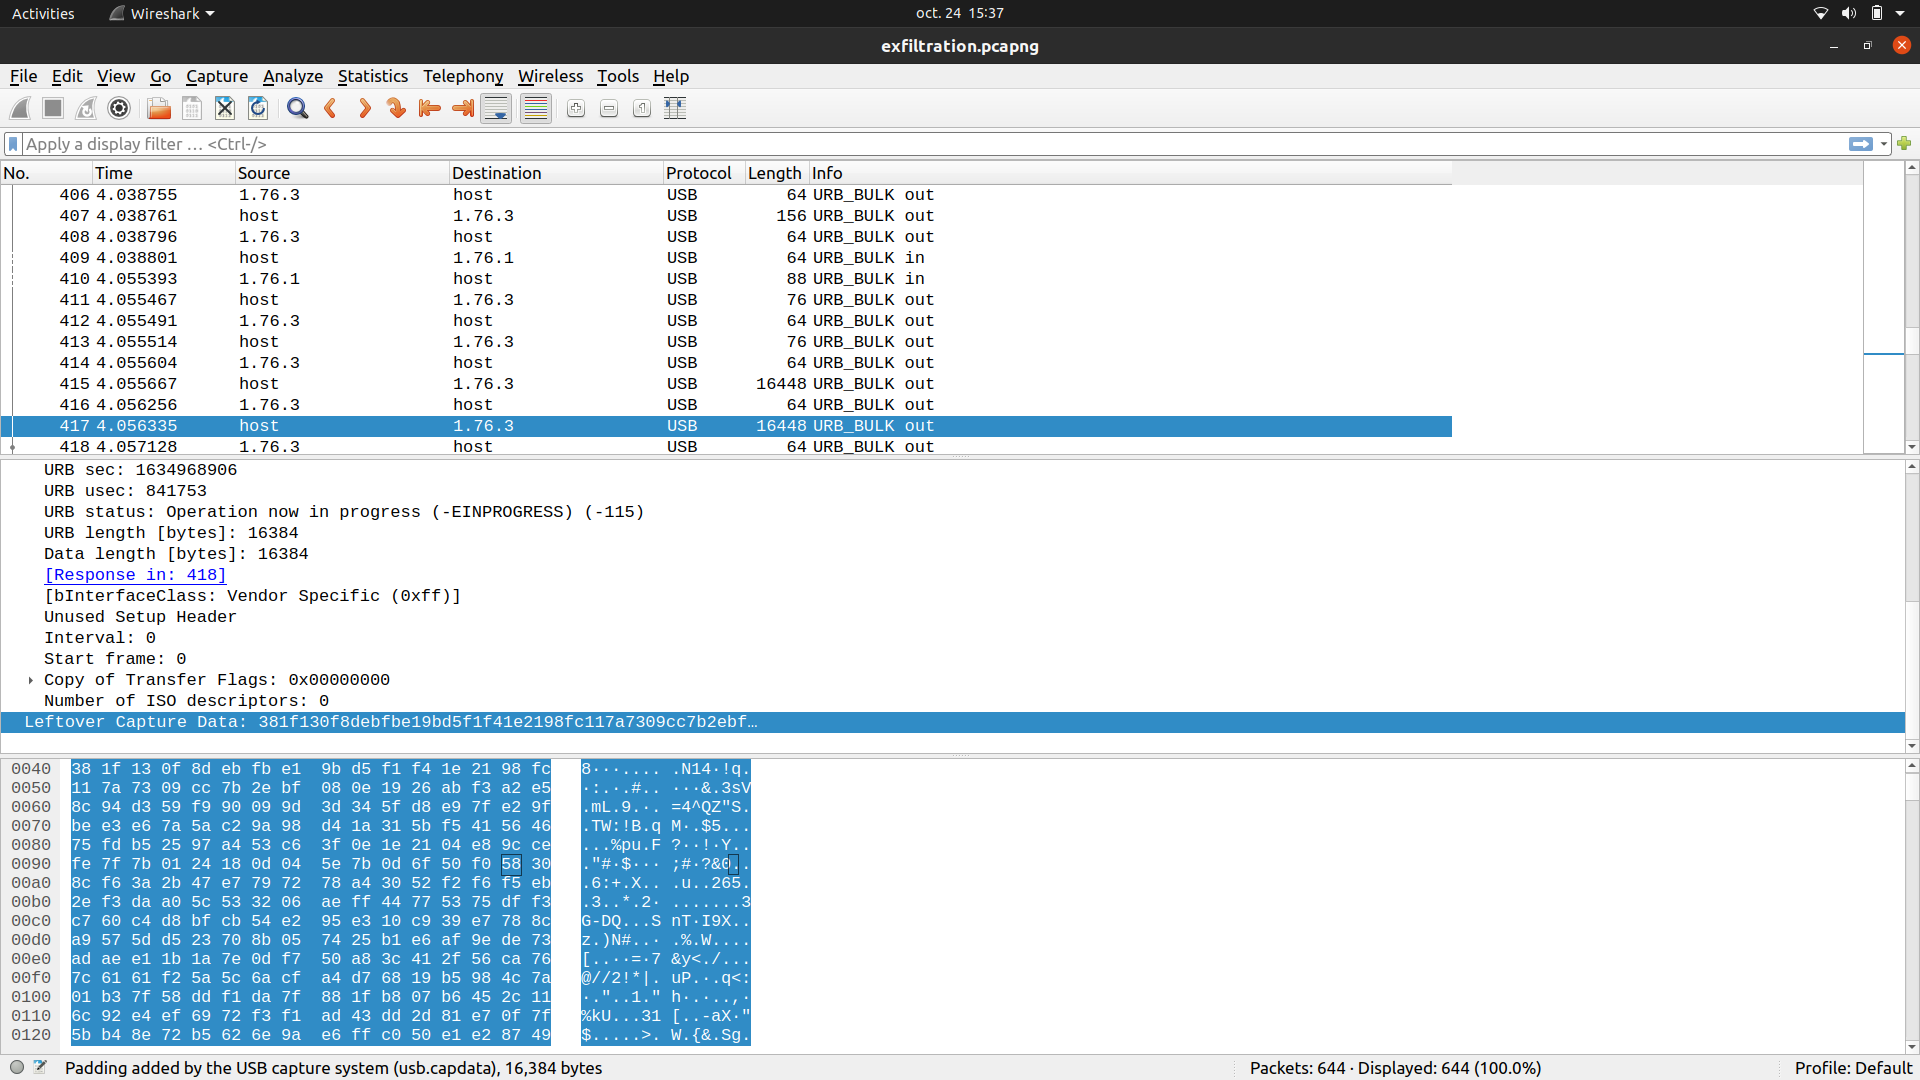 Activities Wireshark oct. 24 15:37
exfiltration.pcapng
File Edit View Go Capture Analyze Statistics Telephony Wireless Tools Help
Apply a display filter … <Ctrl-/>
No. Time Source Destination Protocol Length Info
406 4.038755 1.76.3 host USB 64 URB_BULK out
407 4.038761 host 1.76.3 USB 156 URB_BULK out
408 4.038796 1.76.3 host USB 64 URB_BULK out
409 4.038801 host 1.76.1 USB 64 URB_BULK in
410 4.055393 1.76.1 host USB 88 URB_BULK in
411 4.055467 host 1.76.3 USB 76 URB_BULK out
412 4.055491 1.76.3 host USB 64 URB_BULK out
413 4.055514 host 1.76.3 USB 76 URB_BULK out
414 4.055604 1.76.3 host USB 64 URB_BULK out
415 4.055667 host 1.76.3 USB 16448 URB_BULK out
416 4.056256 1.76.3 host USB 64 URB_BULK out
417 4.056335 host 1.76.3 USB 16448 URB_BULK out
418 4.057128 1.76.3 host USB 64 URB_BULK out
URB sec: 1634968906
URB usec: 841753
URB status: Operation now in progress (-EINPROGRESS) (-115)
URB length [bytes]: 16384
Data length [bytes]: 16384
[Response in: 418]
[bInterfaceClass: Vendor Specific (0xff)]
Unused Setup Header
Interval: 0
Start frame: 0
Copy of Transfer Flags: 0x00000000
Number of ISO descriptors: 0
Leftover Capture Data: 381f130f8debfbe19bd5f1f41e2198fc117a7309cc7b2ebf…
0040 38 1f 13 0f 8d eb fb e1 9b d5 f1 f4 1e 21 98 fc 8···.... .N14·!q.
0050 11 7a 73 09 cc 7b 2e bf 08 0e 19 26 ab f3 a2 e5 ·:.·.#.. ···&.3sV
0060 8c 94 d3 59 f9 90 09 9d 3d 34 5f d8 e9 7f e2 9f .mL.9.·. =4^QZ"S.
0070 be e3 e6 7a 5a c2 9a 98 d4 1a 31 5b f5 41 56 46 .TW:!B.q M·.$5...
0080 75 fd b5 25 97 a4 53 c6 3f 0e 1e 21 04 e8 9c ce ...%pu.F ?··!·Y..
0090 fe 7f 7b 01 24 18 0d 04 5e 7b 0d 6f 50 f0 58 30 ."#·$··· ;#·?&0..
00a0 8c f6 3a 2b 47 e7 79 72 78 a4 30 52 f2 f6 f5 eb .6:+.X.. .u..265.
00b0 2e f3 da a0 5c 53 32 06 ae ff 44 77 53 75 df f3 .3..*.2· .......3
00c0 c7 60 c4 d8 bf cb 54 e2 95 e3 10 c9 39 e7 78 8c G-DQ...S nT·I9X..
00d0 a9 57 5d d5 23 70 8b 05 74 25 b1 e6 af 9e de 73 z.)N#..· .%.W....
00e0 ad ae e1 1b 1a 7e 0d f7 50 a8 3c 41 2f 56 ca 76 [..··=·7 &y<./...
00f0 7c 61 61 f2 5a 5c 6a cf a4 d7 68 19 b5 98 4c 7a @//2!*|. uP.·.q<:
0100 01 b3 7f 58 dd f1 da 7f 88 1f b8 07 b6 45 2c 11 ·."..1." h·.·..,·
0110 6c 92 e4 ef 69 72 f3 f1 ad 43 dd 2d 81 e7 0f 7f %kU...31 [..-aX·"
0120 5b b4 8e 72 b5 62 6e 9a e6 ff c0 50 e1 e2 87 49 $.....>. W.{&.Sg.
Padding added by the USB capture system (usb.capdata), 16,384 bytes Packets: 644 · Displayed: 644 (100.0%) Profile: Default